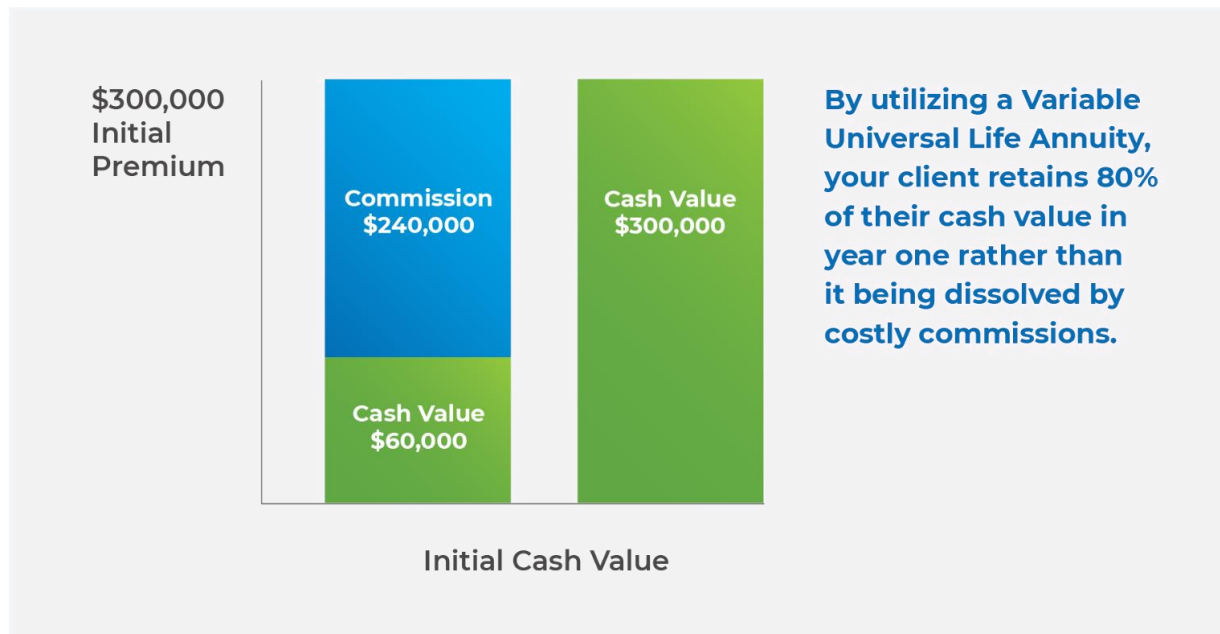 $300,000
Initial
Premium
Commission
$240,000
Cash Value
$60,000
Cash Value
$300,000
Initial Cash Value
By utilizing a Variable
Universal Life Annuity,
your client retains 80%
of their cash value in
year one rather than
it being dissolved by
costly commissions.